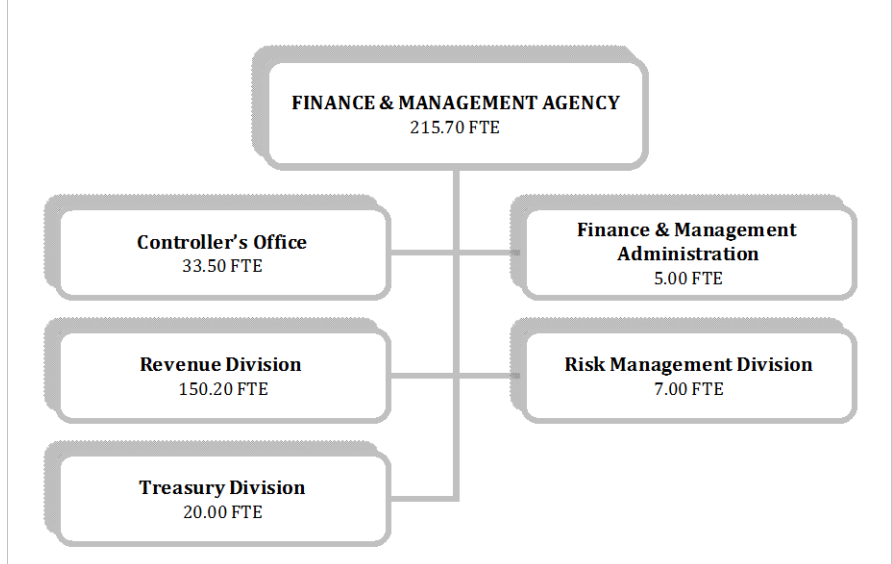 FINANCE & MANAGEMENT AGENCY
215.70 FTE
Controller’s Office
33.50 FTE
Finance & Management
Administration
5.00 FTE
Revenue Division
150.20 FTE
Risk Management Division
7.00 FTE
Treasury Division
20.00 FTE